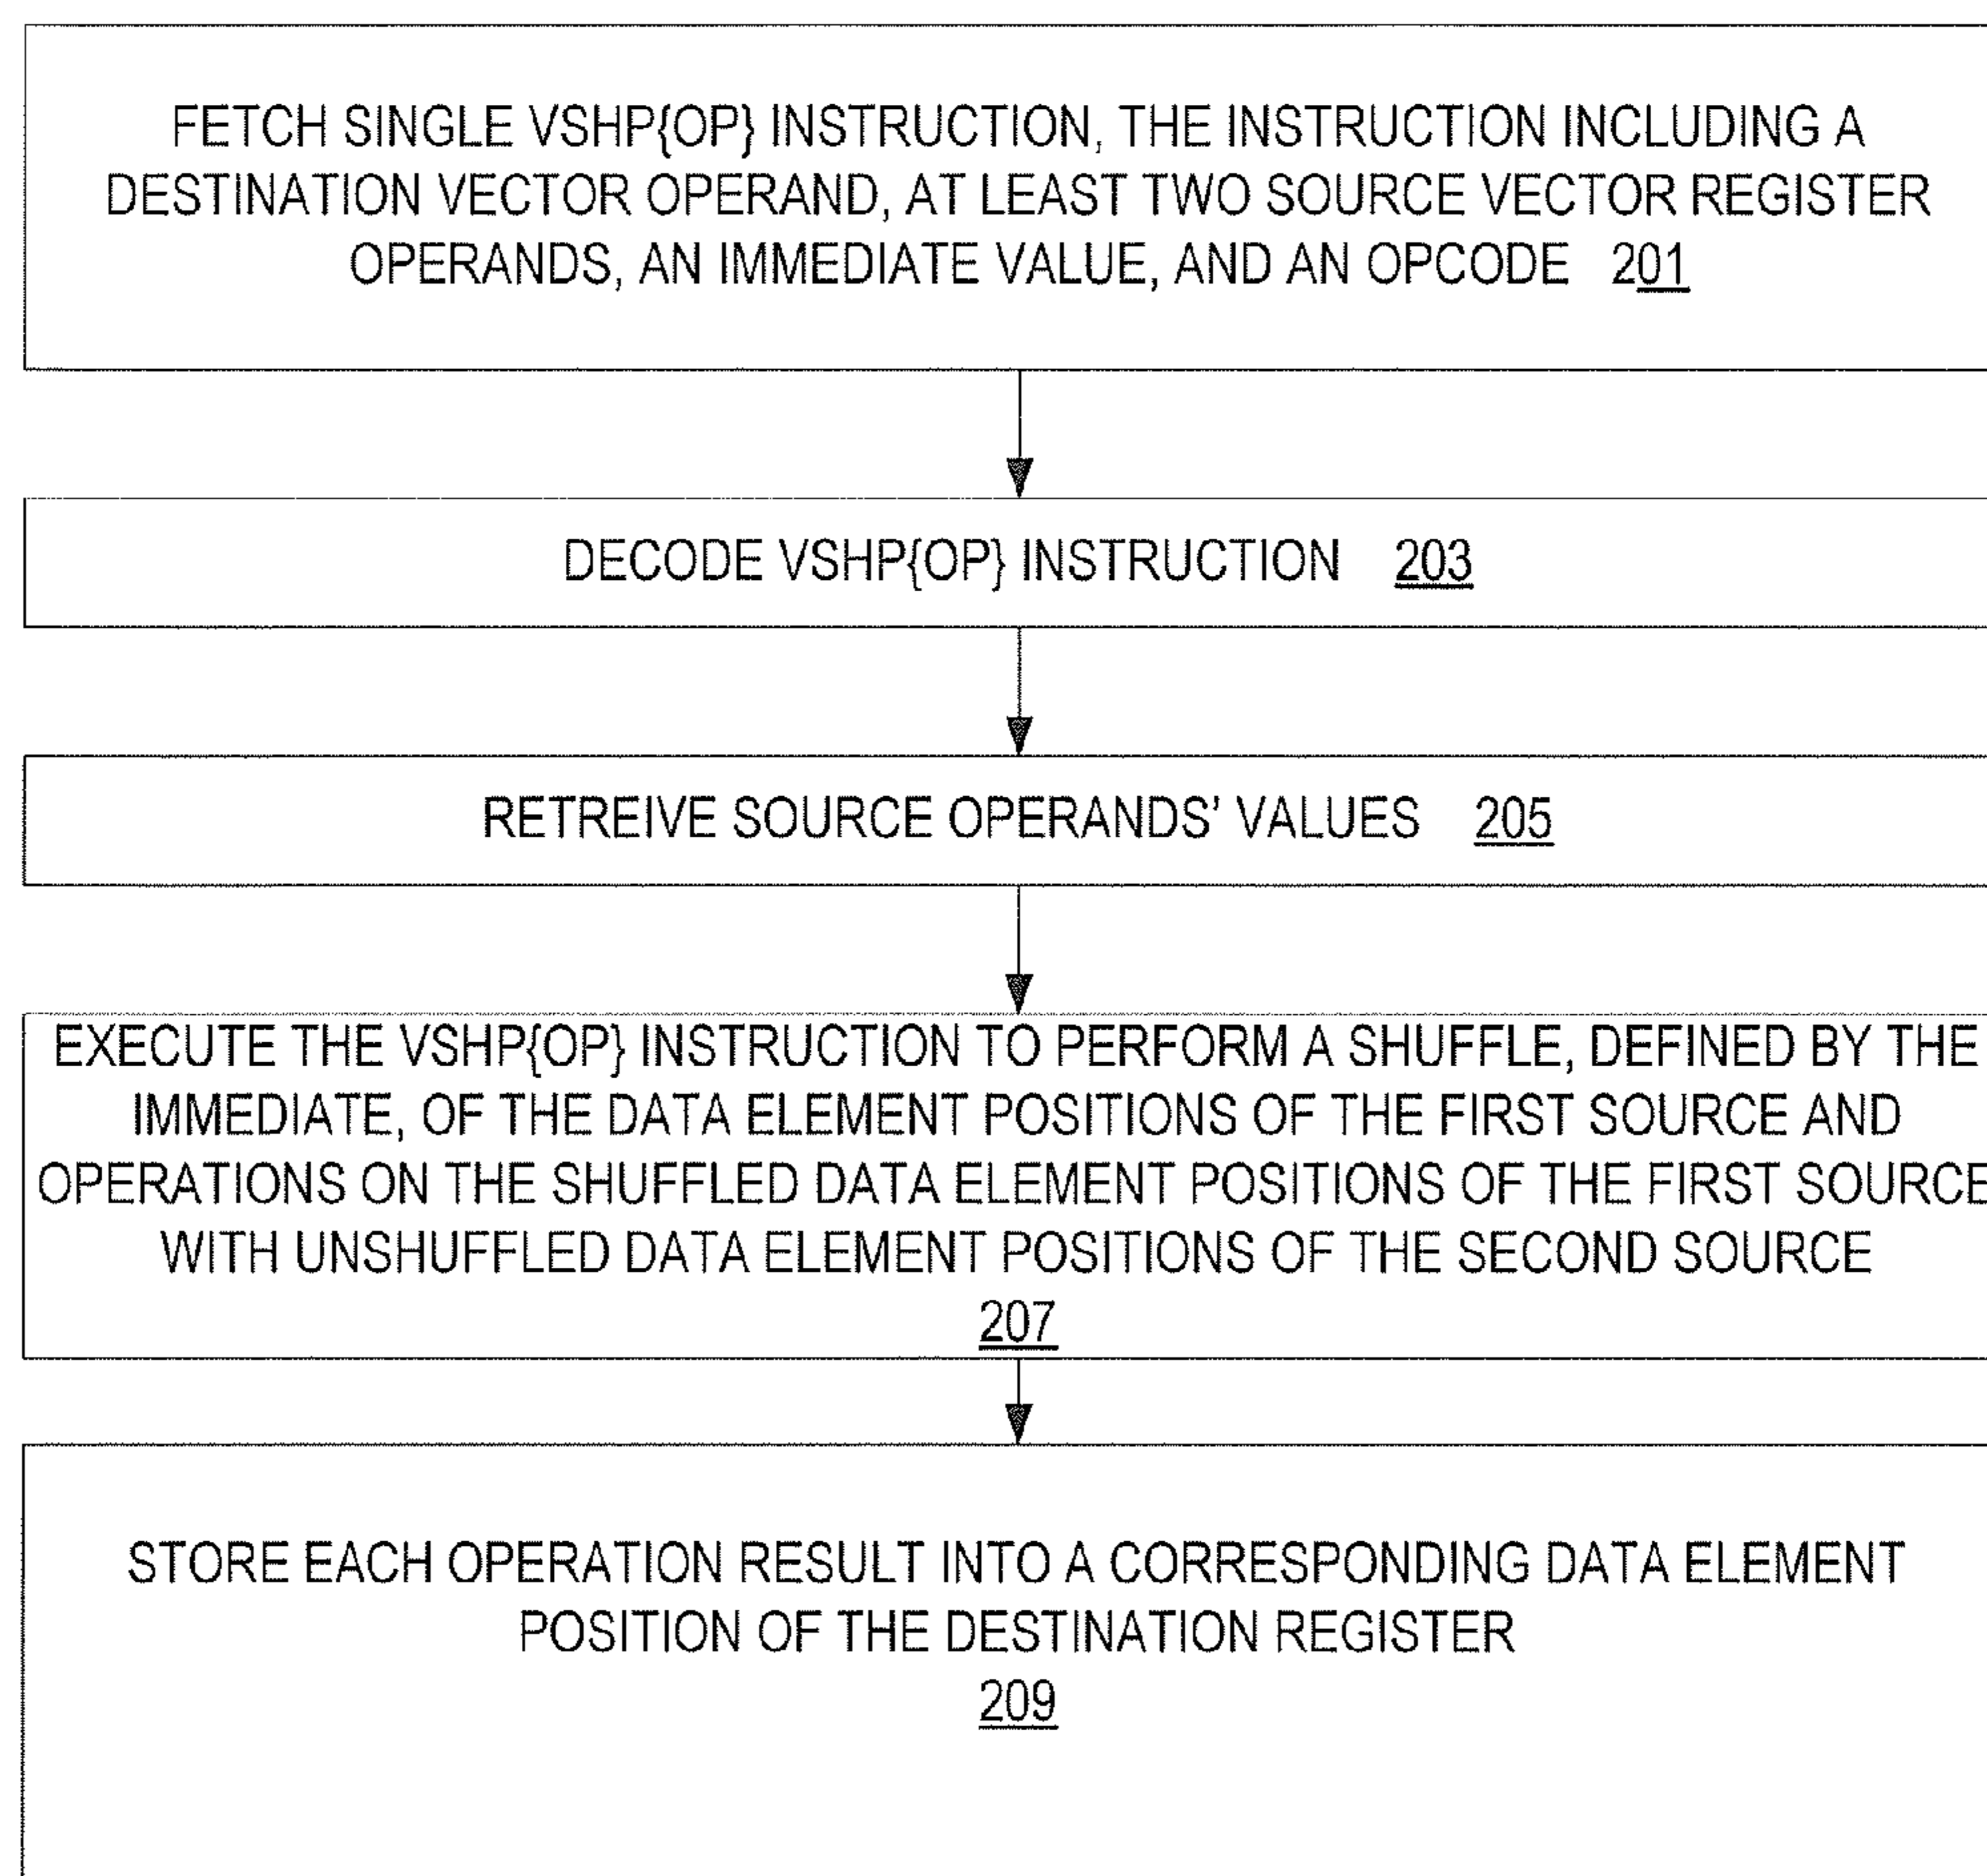 FETCH SINGLE VSHP{OP} INSTRUCTION, THE INSTRUCTION INCLUDING A
DESTINATION VECTOR OPERAND, AT LEAST TWO SOURCE VECTOR REGISTER
OPERANDS, AN IMMEDIATE VALUE, AND AN OPCODE 201
DECODE VSHP{OP} INSTRUCTION 203
RETREIVE SOURCE OPERANDS' VALUES 205
EXECUTE THE VSHP{OP} INSTRUCTION TO PERFORM A SHUFFLE, DEFINED BY THE
IMMEDIATE, OF THE DATA ELEMENT POSITIONS OF THE FIRST SOURCE AND
OPERATIONS ON THE SHUFFLED DATA ELEMENT POSITIONS OF THE FIRST SOURCE
WITH UNSHUFFLED DATA ELEMENT POSITIONS OF THE SECOND SOURCE
207
STORE EACH OPERATION RESULT INTO A CORRESPONDING DATA ELEMENT
POSITION OF THE DESTINATION REGISTER
209